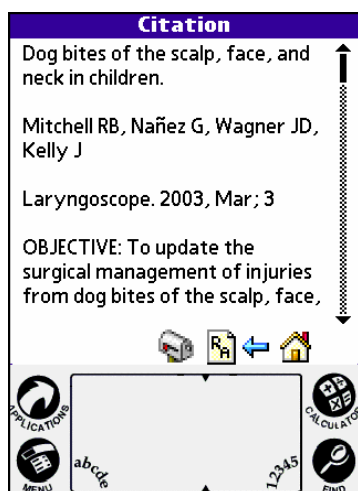 Citation
Dog bites of the scalp, face, and
neck in children.
Mitchell RB, Nañez G, Wagner JD,
Kelly J
Laryngoscope. 2003, Mar; 3
OBJECTIVE: To update the
surgical management of injuries
from dog bites of the scalp, face,
RA
APPLICATIONS
CALCULATOR
MENU
abcde
12345
FIND